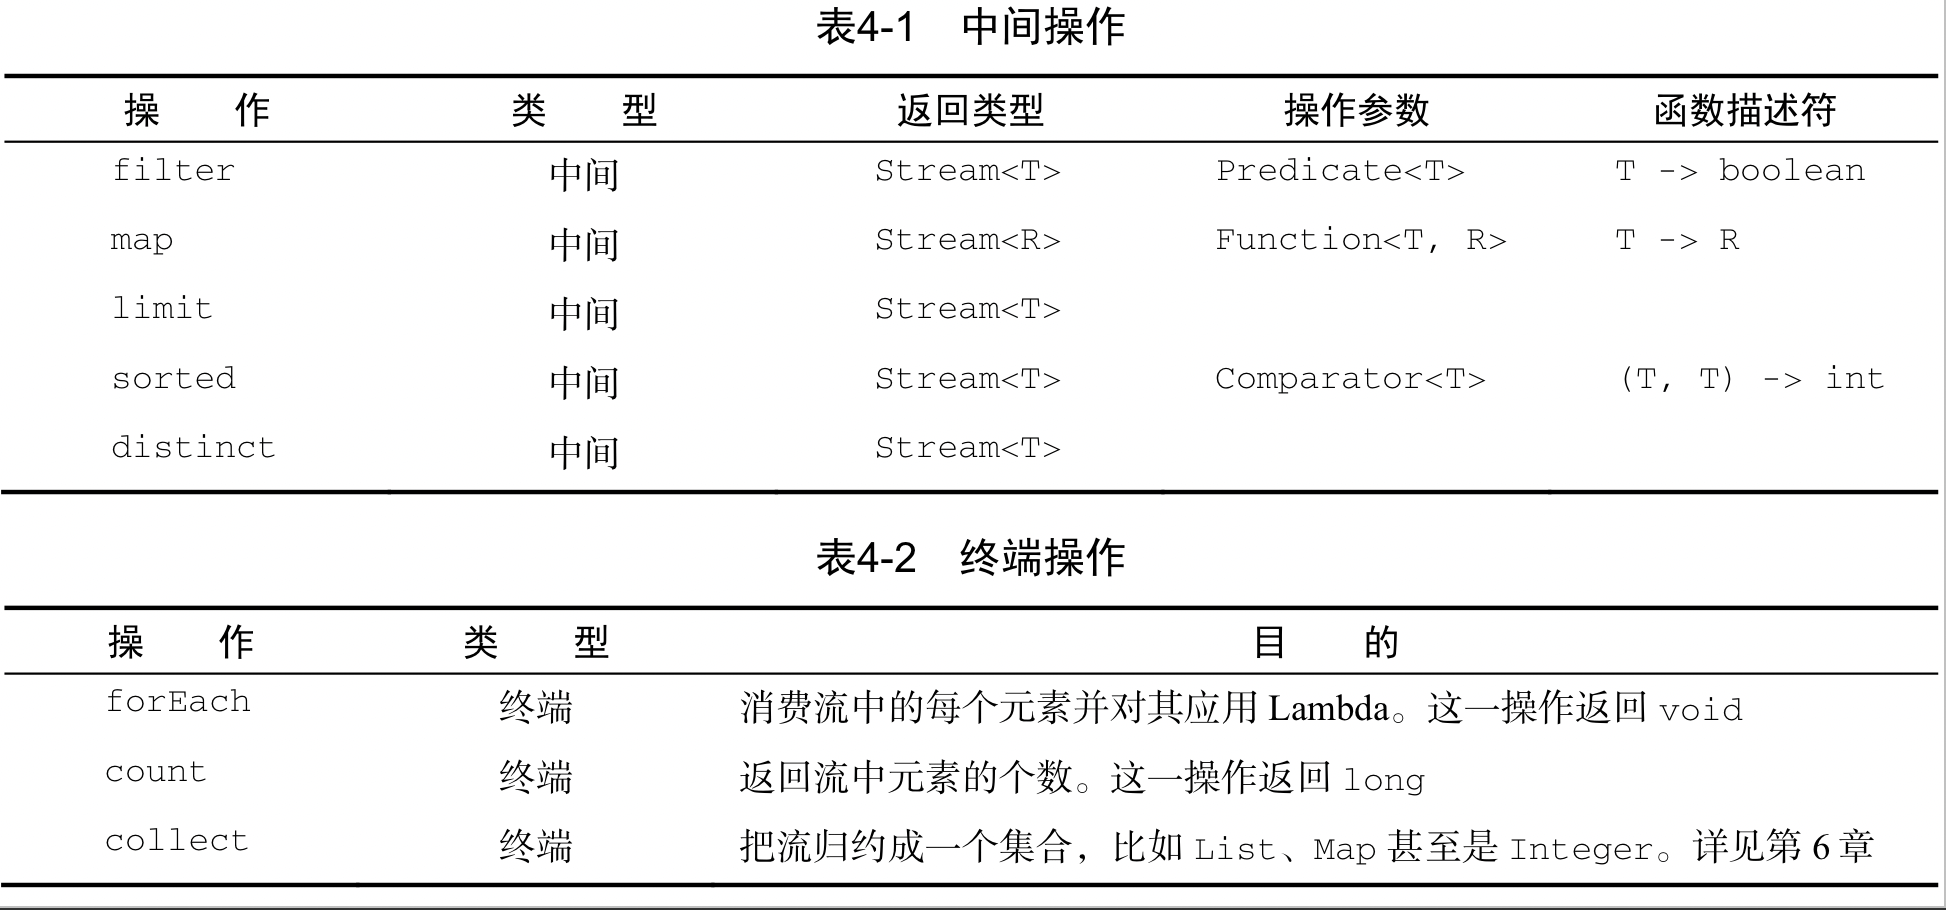 表4-1 中间操作
操 作 类 型 返回类型 操作参数 函数描述符
filter 中间 Stream<T> Predicate<T> T -> boolean
map 中间 Stream<R> Function<T, R> T -> R
limit 中间 Stream<T>
sorted 中间 Stream<T> Comparator<T> (T, T) -> int
distinct 中间 Stream<T>
表4-2 终端操作
操 作 类 型 目 的
forEach 终端 消费流中的每个元素并对其应用 Lambda。这一操作返回 void
count 终端 返回流中元素的个数。这一操作返回 long
collect 终端 把流归约成一个集合，比如 List、Map 甚至是 Integer。详见第 6 章